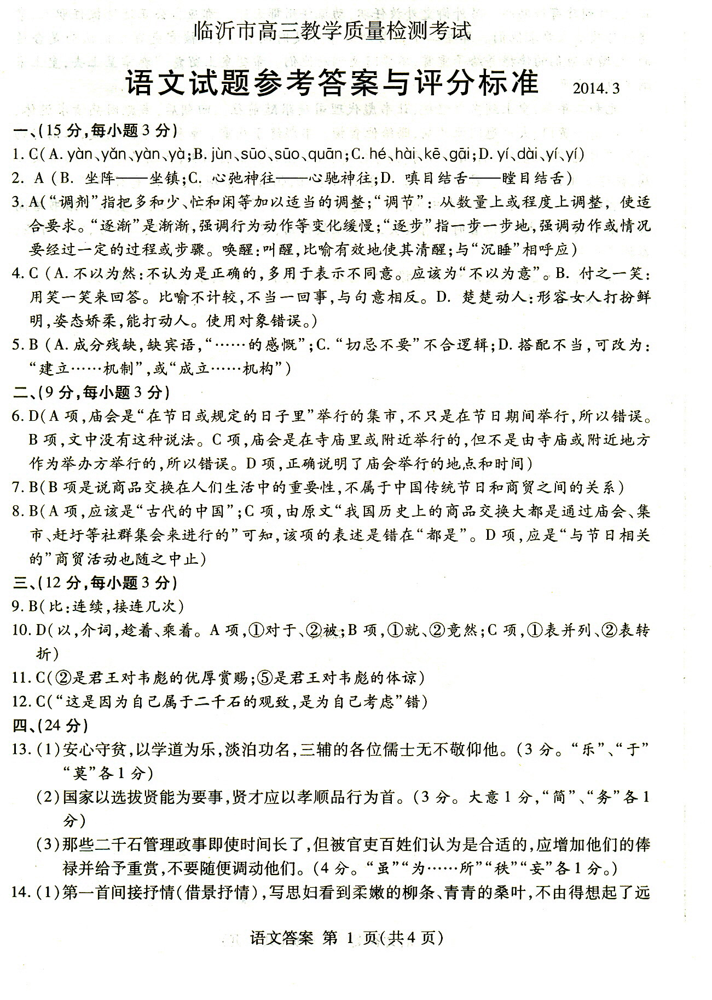 临沂市高三教学质量检测考试
语文试题参考答案与评分标准 2014.3
一、(15 分,每小题 3 分)
1. C(A. yàn、yǎn、yàn、yà;B. jùn、sūo、sūo、quān;C. hé、hài、kē、gāi;D. yí、dài、yí、yí)
2. A (B. 坐阵——坐镇;C. 心弛神往——心驰神往;D. 嗔目结舌——瞠目结舌)
3. A(“调剂”指把多和少、忙和闲等加以适当的调整;“调节”: 从数量上或程度上调整, 使适
合要求。“逐渐”是渐渐,强调行为动作等变化缓慢;“逐步”指一步一步地,强调动作或情况
要经过一定的过程或步骤。唤醒:叫醒,比喻有效地使其清醒;与“沉睡”相呼应)
4. C (A. 不以为然:不认为是正确的,多用于表示不同意。应该为“不以为意”。B. 付之一笑:
用笑一笑来回答。比喻不计较,不当一回事,与句意相反。D. 楚楚动人:形容女人打扮鲜
明,姿态娇柔,能打动人。使用对象错误。)
5. B (A. 成分残缺,缺宾语,“……的感慨”;C. “切忌不要”不合逻辑;D. 搭配不当,可改为:
“建立……机制”,或“成立……机构”)
二、(9 分,每小题 3 分)
6. D(A 项,庙会是“在节日或规定的日子里”举行的集市,不只是在节日期间举行,所以错误。
B 项,文中没有这种说法。C 项,庙会是在寺庙里或附近举行的,但不是由寺庙或附近地方
作为举办方举行的,所以错误。D 项,正确说明了庙会举行的地点和时间)
7. B(B 项是说商品交换在人们生活中的重要性,不属于中国传统节日和商贸之间的关系)
8. B(A 项,应该是“古代的中国”;C 项,由原文“我国历史上的商品交换大都是通过庙会、集
市、赶圩等社群集会来进行的”可知,该项的表述是错在“都是”。D 项,应是“与节日相关
的”商贸活动也随之中止)
三、(12 分,每小题 3 分)
9. B(比:连续,接连几次)
10. D(以,介词,趁着、乘着。A 项,①对于、②被;B 项,①就、②竟然;C 项,①表并列、②表转
折)
11. C(②是君王对韦彪的优厚赏赐;⑤是君王对韦彪的体谅)
12. C(“这是因为自己属于二千石的观致,是为自己考虑”错)
四、(24 分)
13. (1)安心守贫,以学道为乐,淡泊功名,三辅的各位儒士无不敬仰他。(3 分。“乐”、“于”
“莫”各 1 分)
(2)国家以选拔贤能为要事,贤才应以孝顺品行为首。(3 分。大意 1 分,“简”、“务”各 1
分)
(3)那些二千石管理政事即使时间长了,但被官吏百姓们认为是合适的,应增加他们的俸
禄并给予重赏,不要随便调动他们。(4 分。“虽”“为……所”“秩”“妄”各 1 分。)
14. (1)第一首间接抒情(借景抒情),写思妇看到柔嫩的柳条、青青的桑叶,不由得想起了远
语文答案 第 1 页(共 4 页)